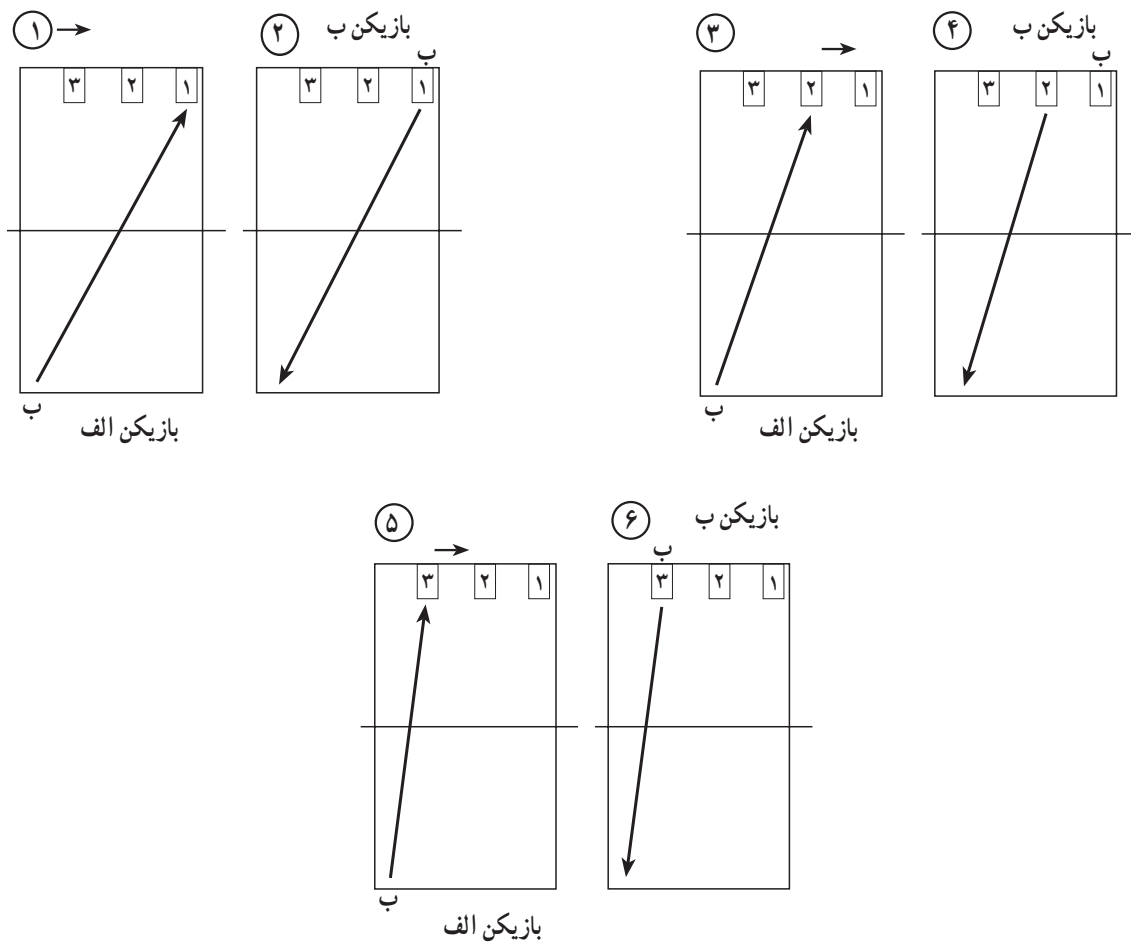 ۱
۲ بازیکن ب
ب
۳ ۲ ۱
۳ ۲ ۱
ب
بازیکن الف
۳
۴ بازیکن ب
ب
۳ ۲ ۱
۳ ۲ ۱
ب
بازیکن الف
۵
۶ بازیکن ب
ب
۳ ۲ ۱
۳ ۲ ۱
ب
بازیکن الف